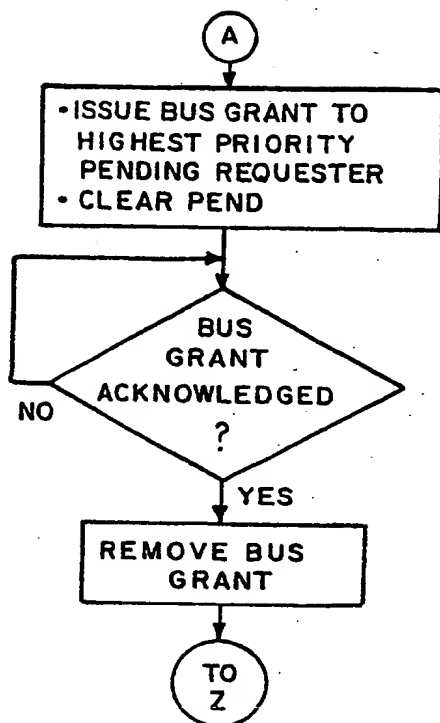 A
• ISSUE BUS GRANT TO
HIGHEST PRIORITY
PENDING REQUESTER
• CLEAR PEND
BUS
GRANT
ACKNOWLEDGED
?
NO
YES
REMOVE BUS
GRANT
TO
Z